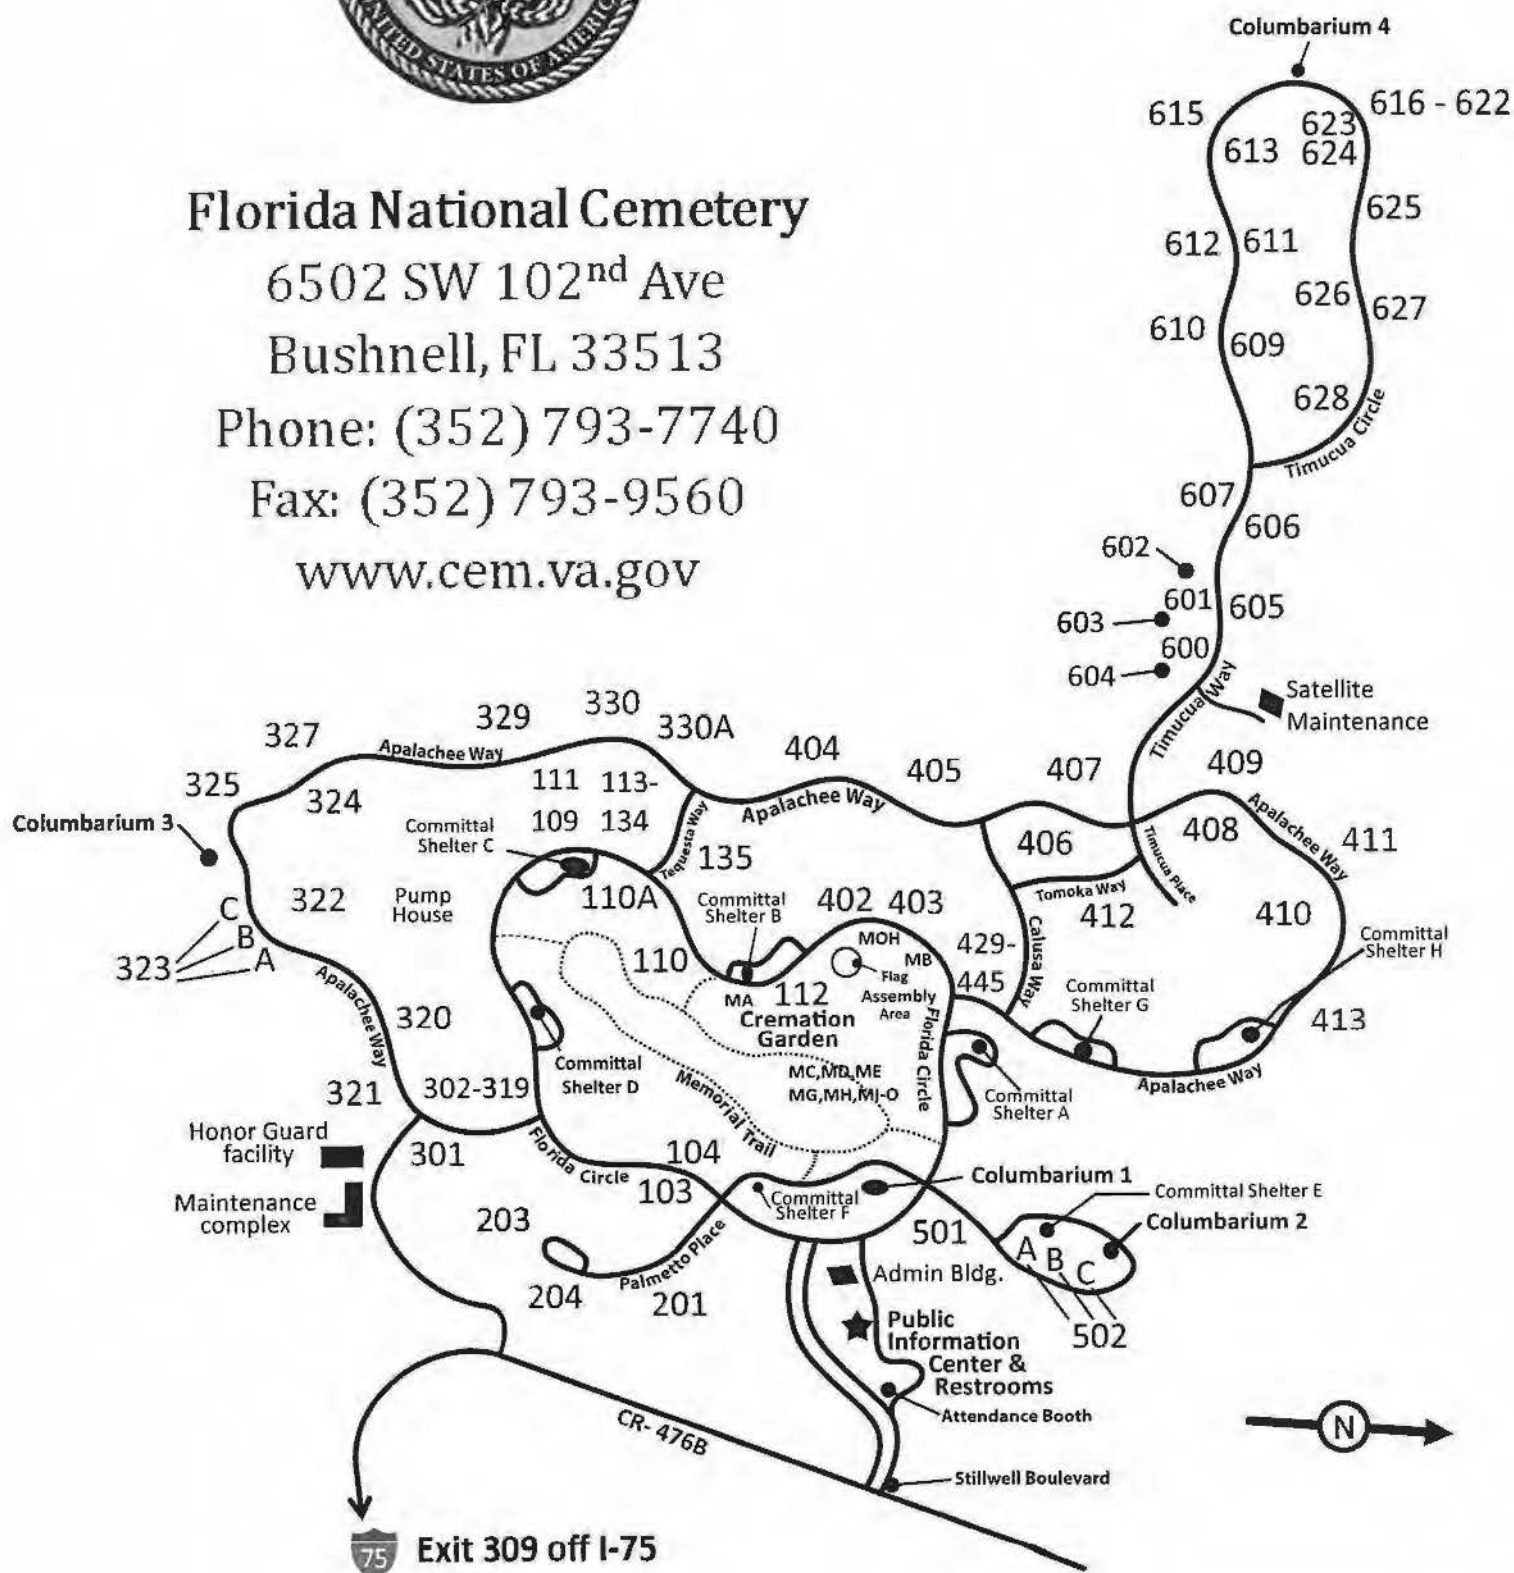 UNITED STATES OF AMERICA
Florida National Cemetery
6502 SW 102nd Ave
Bushnell, FL 33513
Phone: (352) 793-7740
Fax: (352) 793-9560
www.cem.va.gov
Columbarium 4
615
616 - 622
623
613
624
625
612
611
626
627
610
609
628
Timucua Circle
607
606
602
601
605
603
600
604
Timucua Way
Satellite
Maintenance
330
329
330A
327
Apalachee Way
404
405
407
409
325
324
111
113-
109
134
Committal
Shelter C
Tequesta Way
135
Apalachee Way
406
408
Apalachee Way
411
Columbarium 3
Timucua Place
Tomoka Way
412
410
C
B
A
323
322
Pump
House
110A
Committal
Shelter B
402
403
MOH
MB
Flag
429-
445
Calusa Way
Committal
Shelter H
Apalachee Way
110
MA
112
Cremation
Garden
Assembly
Area
Florida Circle
Committal
Shelter G
413
320
Committal
Shelter D
Memorial Trail
MC,MD,ME
MG,MH,MJ-O
Committal
Shelter A
Apalachee Way
321
302-319
Honor Guard
facility
301
Florida Circle
104
103
Committal
Shelter F
Columbarium 1
Committal Shelter E
Columbarium 2
Maintenance
complex
203
204
Palmetto Place
201
501
A
B
C
502
Admin Bldg.
Public
Information
Center &
Restrooms
Attendance Booth
CR- 476B
N
Stillwell Boulevard
75
Exit 309 off I-75